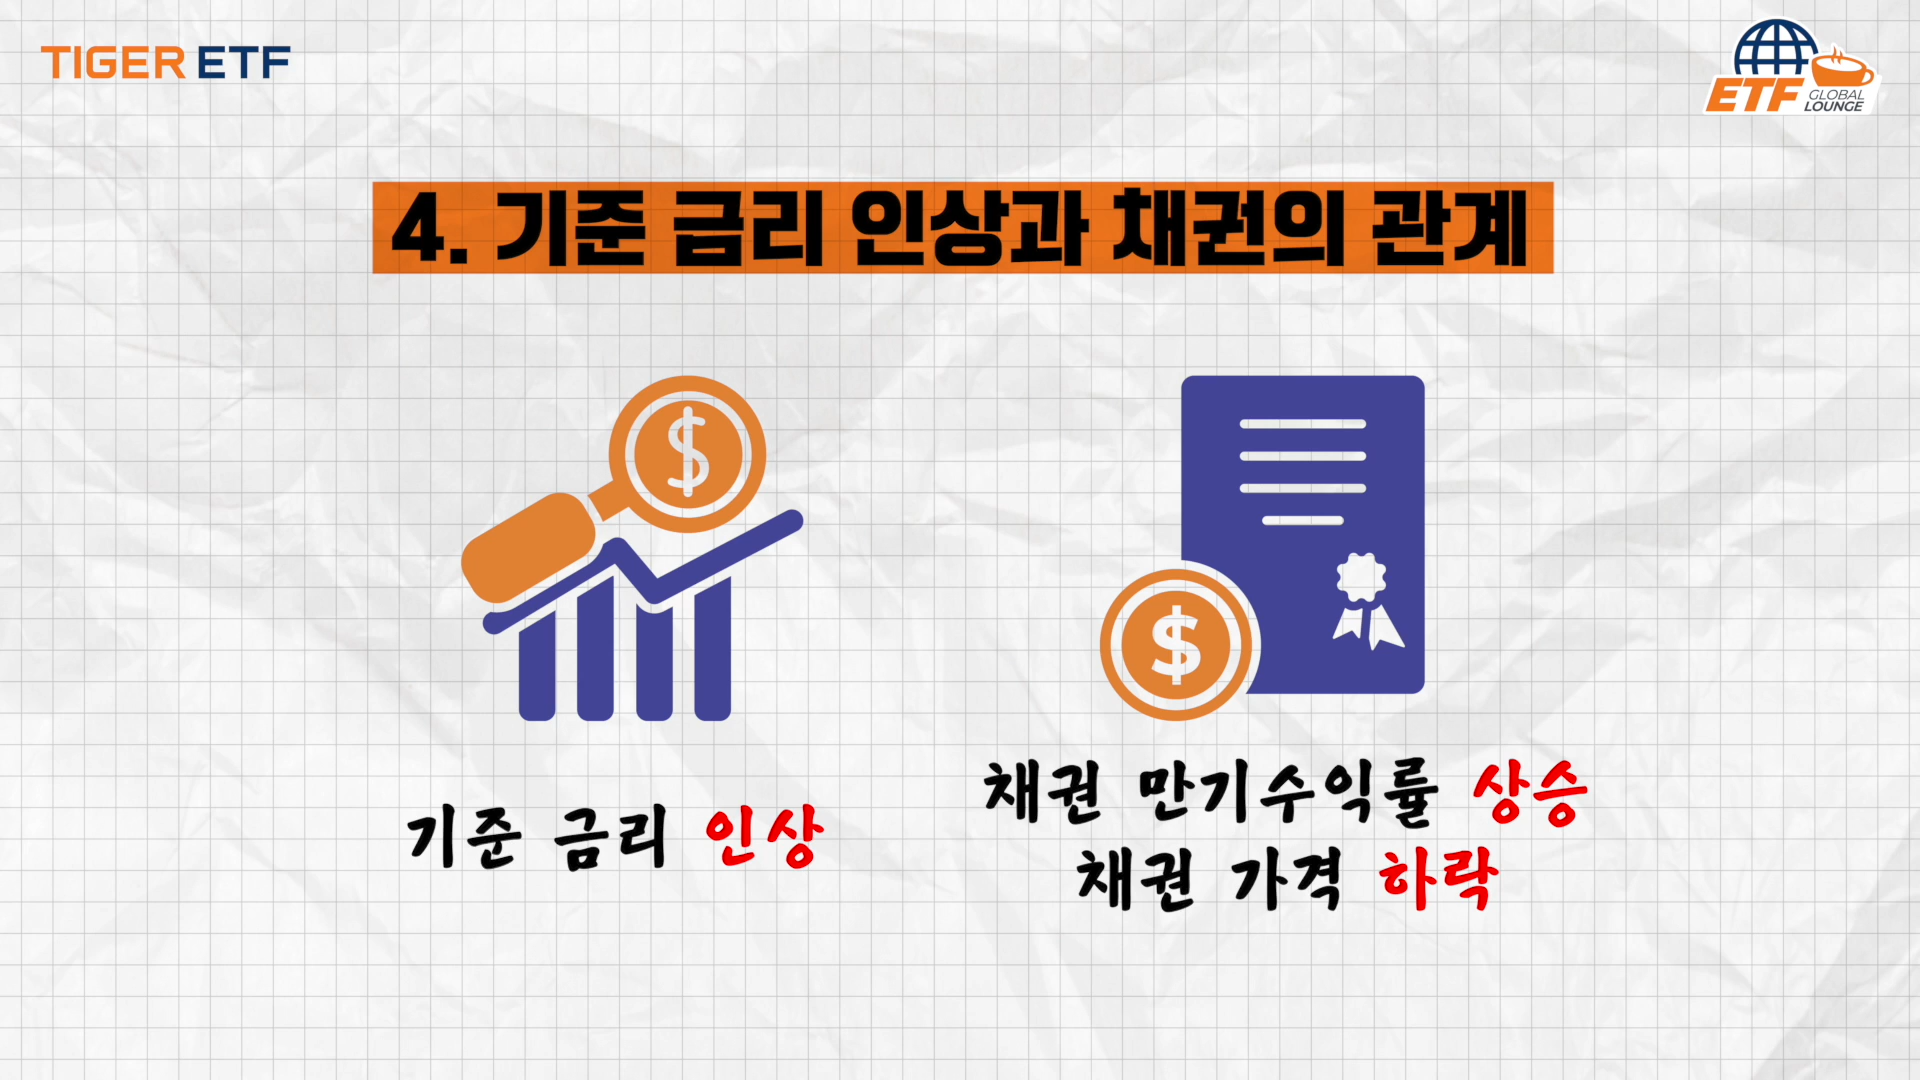 TIGER ETF
ETF GLOBAL LOUNGE
4. 기준 금리 인상과 채권의 관계
$
$
기준 금리 인상
채권 만기수익률 상승
채권 가격 하락